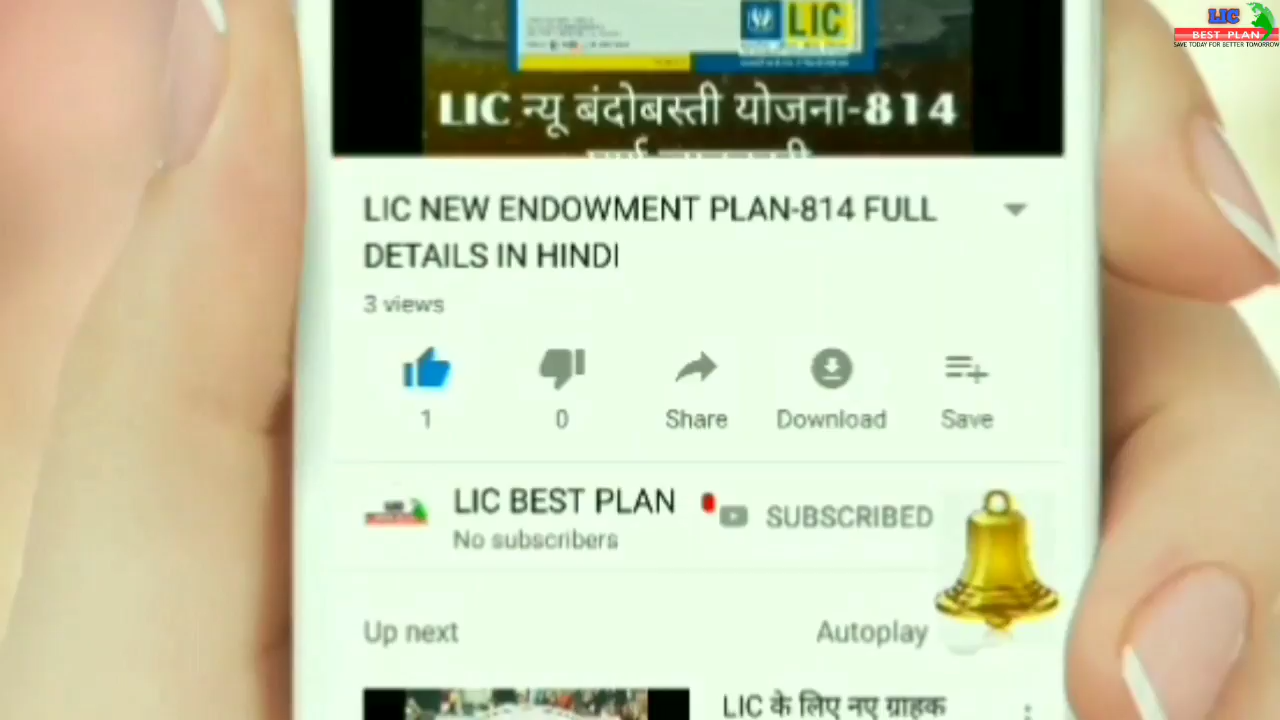 LIC
BEST PLAN
SAVE TODAY FOR BETTER TOMORROW
LIC
LIC न्यू बंदोबस्ती योजना-814
LIC NEW ENDOWMENT PLAN-814 FULL
DETAILS IN HINDI
3 views
1 0 Share Download Save
LIC BEST PLAN
No subscribers
SUBSCRIBED
Up next Autoplay
LIC के लिए नए ग्राहक